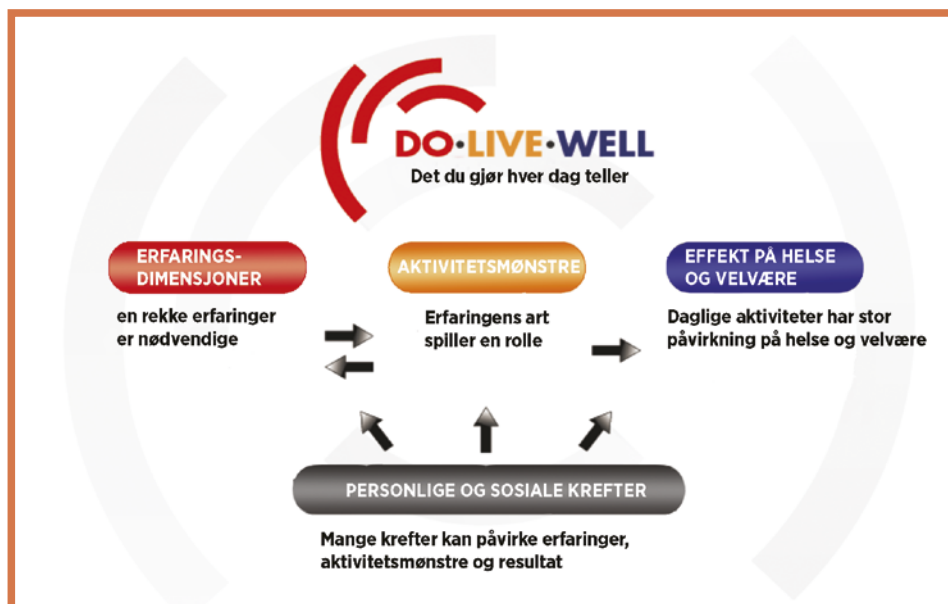 DO·LIVE·WELL
Det du gjør hver dag teller
ERFARINGS-
DIMENSJONER
en rekke erfaringer
er nødvendige
AKTIVITETSMØNSTRE
Erfaringens art
spiller en rolle
EFFEKT PÅ HELSE
OG VELVÆRE
Daglige aktiviteter har stor
påvirkning på helse og velvære
PERSONLIGE OG SOSIALE KREFTER
Mange krefter kan påvirke erfaringer,
aktivitetsmønstre og resultat